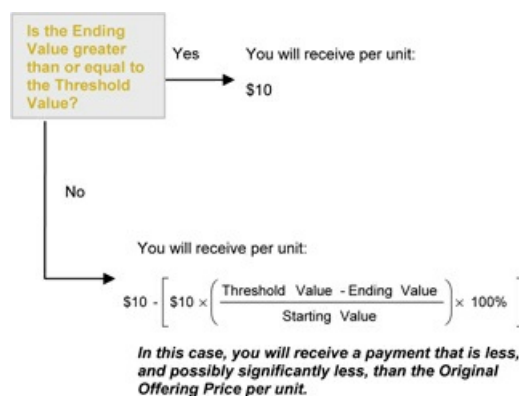 Is the Ending
Value greater
than or equal to
the Threshold
Value?
Yes
You will receive per unit:
$10
No
You will receive per unit:
$10 - [ $10 × ( Threshold Value - Ending Value / Starting Value ) × 100% ]
In this case, you will receive a payment that is less,
and possibly significantly less, than the Original
Offering Price per unit.